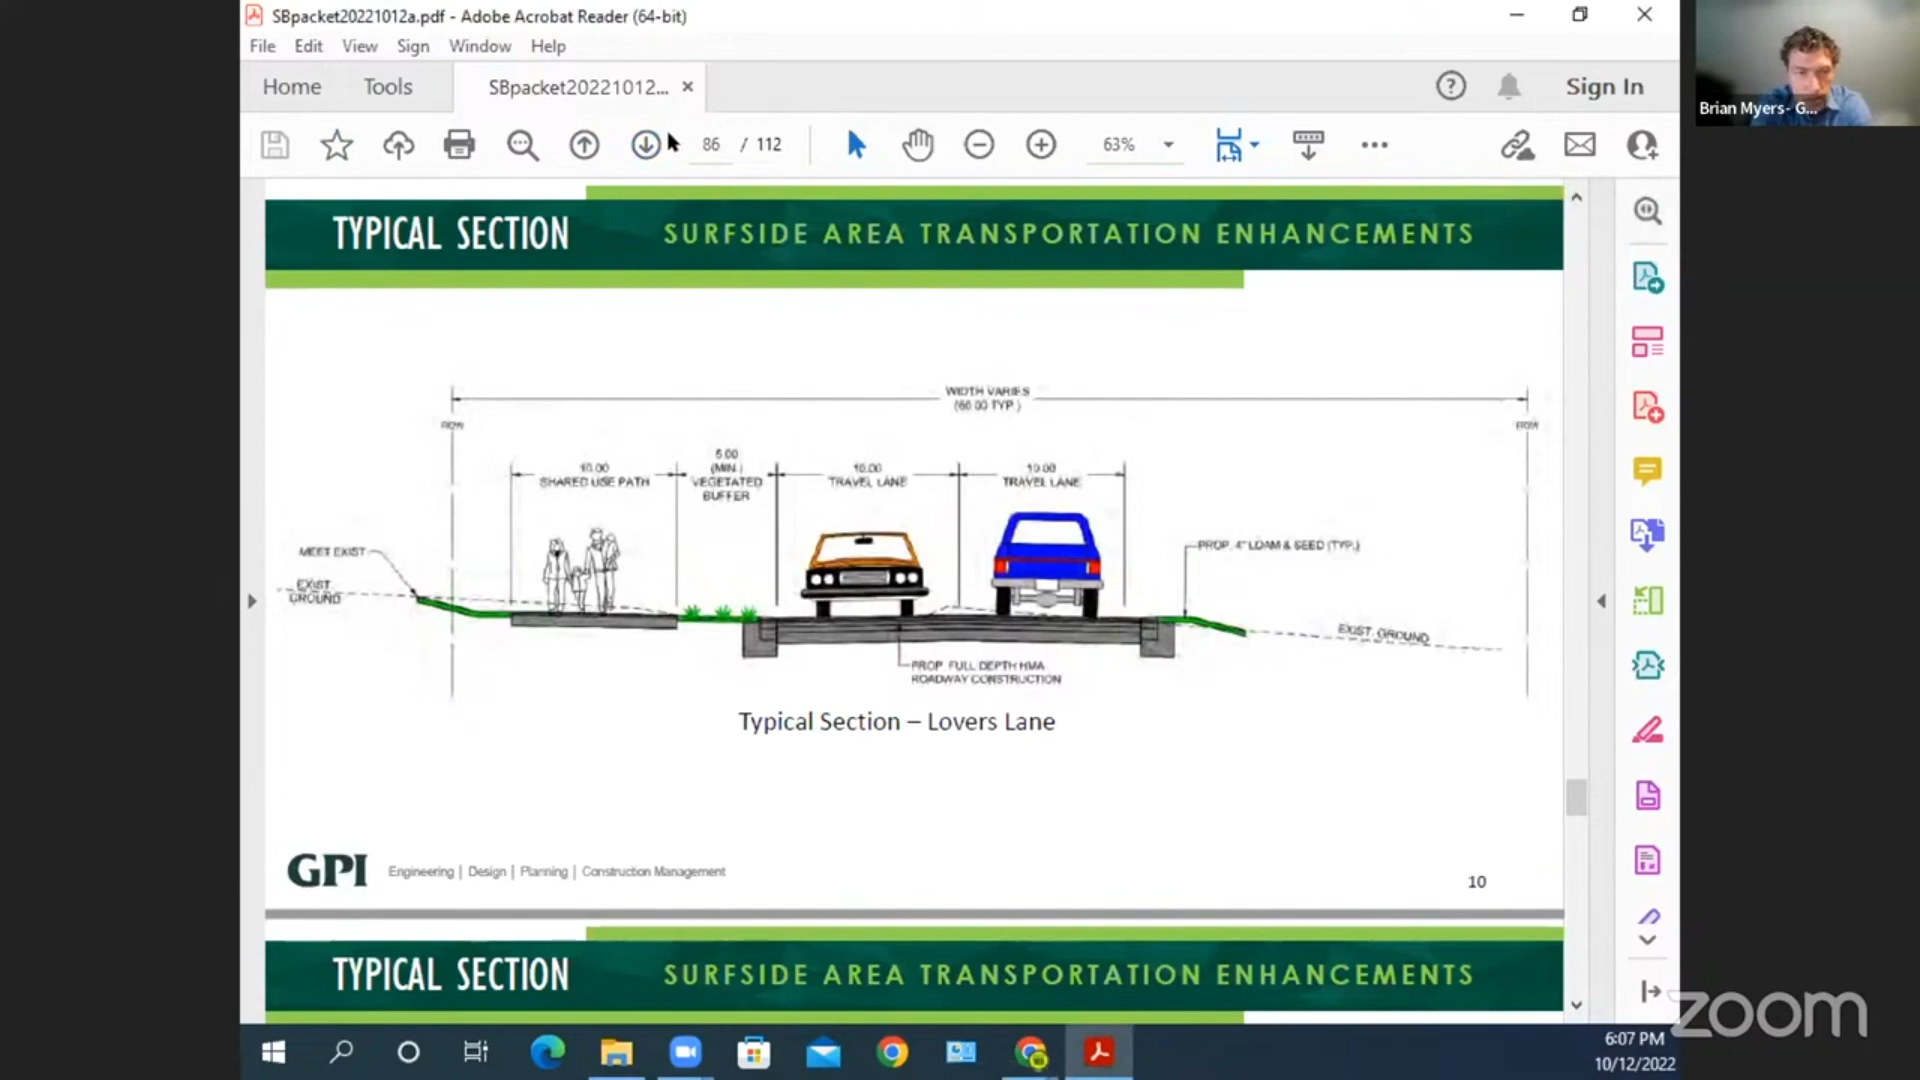 SBpacket20221012a.pdf - Adobe Acrobat Reader (64-bit)
File Edit View Sign Window Help
Home Tools SBpacket20221012... Sign In
86 / 112 63%
Brian Myers- G...
TYPICAL SECTION SURFSIDE AREA TRANSPORTATION ENHANCEMENTS
WIDTH VARIES
(60.00 TYP.)
ROW ROW
10.00
SHARED USE PATH
5.00
(MIN.)
VEGETATED
BUFFER
10.00
TRAVEL LANE
10.00
TRAVEL LANE
MEET EXIST
EXIST.
GROUND
PROP. 4" LOAM & SEED (TYP.)
EXIST. GROUND
PROP. FULL DEPTH HMA
ROADWAY CONSTRUCTION
Typical Section – Lovers Lane
GPI Engineering | Design | Planning | Construction Management
10
TYPICAL SECTION SURFSIDE AREA TRANSPORTATION ENHANCEMENTS
zoom
6:07 PM
10/12/2022